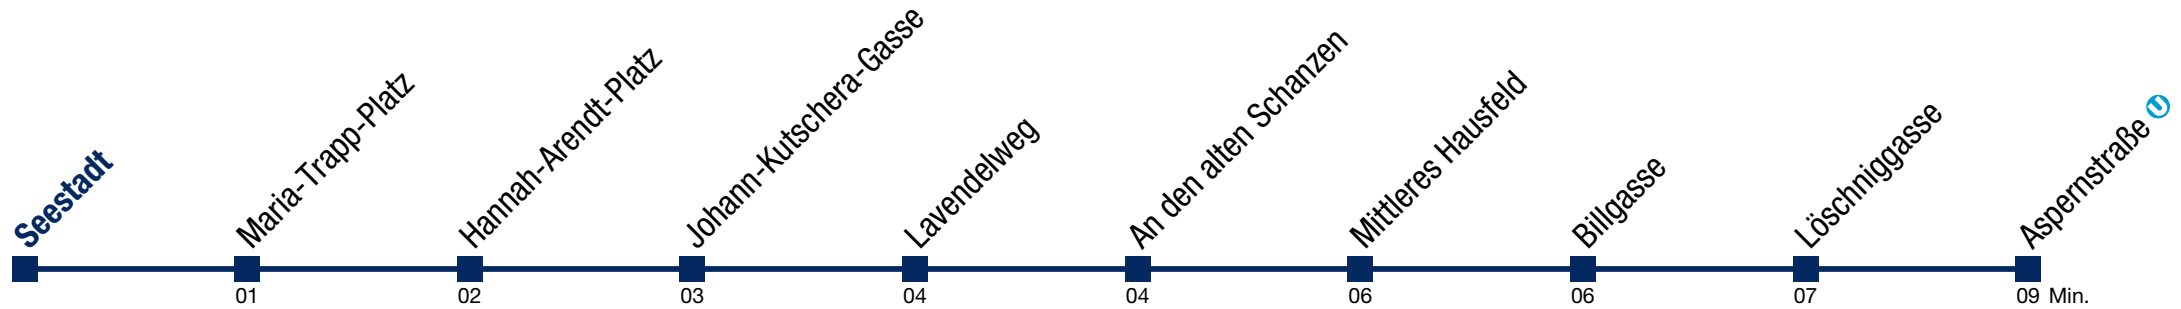 Seestadt
Maria-Trapp-Platz
Hannah-Arendt-Platz
Johann-Kutschera-Gasse
Lavendelweg
An den alten Schanzen
Mittleres Hausfeld
Billgasse
Löschniggasse
Aspernstraße U
01 02 03 04 04 06 06 07 09 Min.